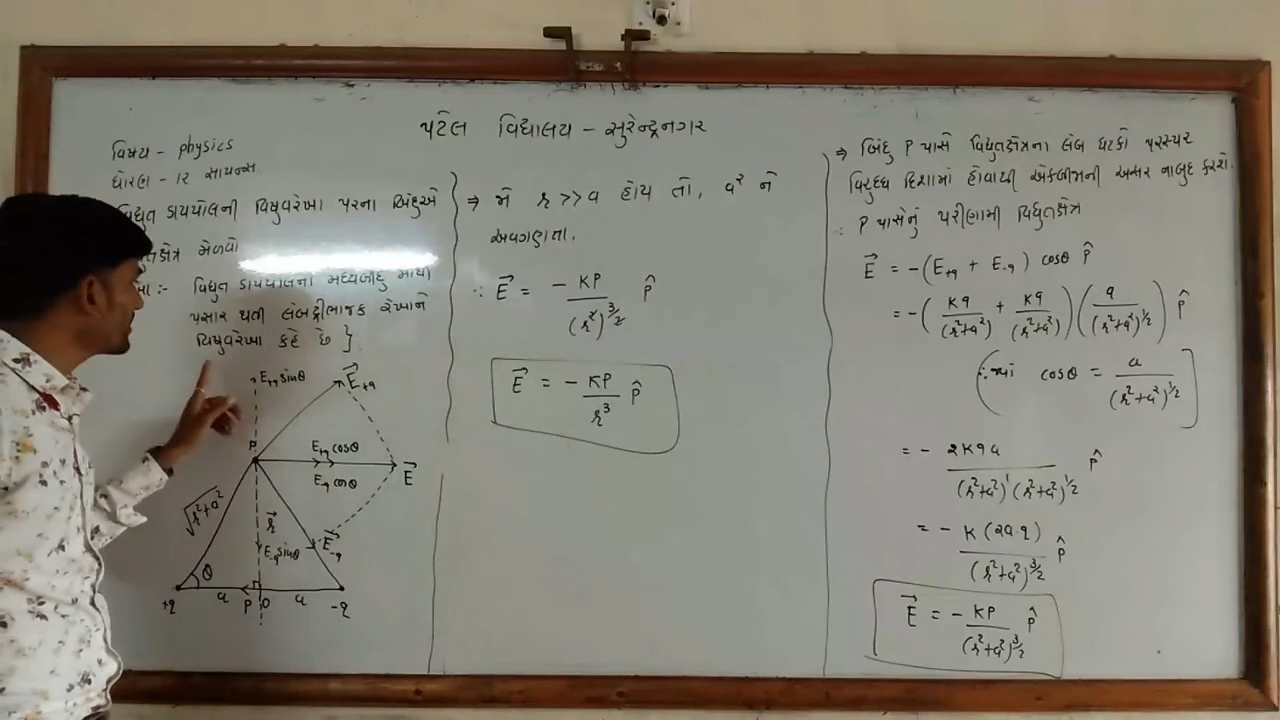 પટેલ વિદ્યાલય - સુરેન્દ્રનગર
વિષય - physics
ધોરણ - ૧૨ સાયન્સ
વિદ્યુત ડાયપોલની વિષુવરેખા પરના બિંદુએ
મેળવો
:- વિદ્યુત ડાયપોલના મધ્યબીંદુ માંથી
પસાર થતી લંબદ્વીભાજક રેખાને
વિષુવરેખા કહે છે }
E+q sinθ
E⃗+q
P
E+q cosθ
E-q cosθ
E⃗
√r²+a²
r⃗
E-q sinθ
E⃗-q
θ
+q a P O a -q
⇒ જો r >> a હોય તો, a² ને
અવગણતા.
∴ E⃗ = -KP/(r²)^3/2 p̂
E⃗ = -KP/r³ p̂
⇒ બિંદુ P પાસે વિદ્યુતક્ષેત્રના લંબ ઘટકો પરસ્પર
વિરુધ્ધ દિશામાં હોવાથી એકબીજાની અસર નાબુદ કરશે.
∴ P પાસેનું પરીણામી વિદ્યુતક્ષેત્ર
E⃗ = -(E+q + E-q) cosθ p̂
= -(Kq/(r²+a²) + Kq/(r²+a²)) (a/(r²+a²)^1/2) p̂
cosθ = a/(r²+a²)^1/2
= - 2Kqa/(r²+a²)^1 (r²+a²)^1/2 p̂
= - K(2a·q)/(r²+a²)^3/2 p̂
E⃗ = -KP/(r²+a²)^3/2 p̂